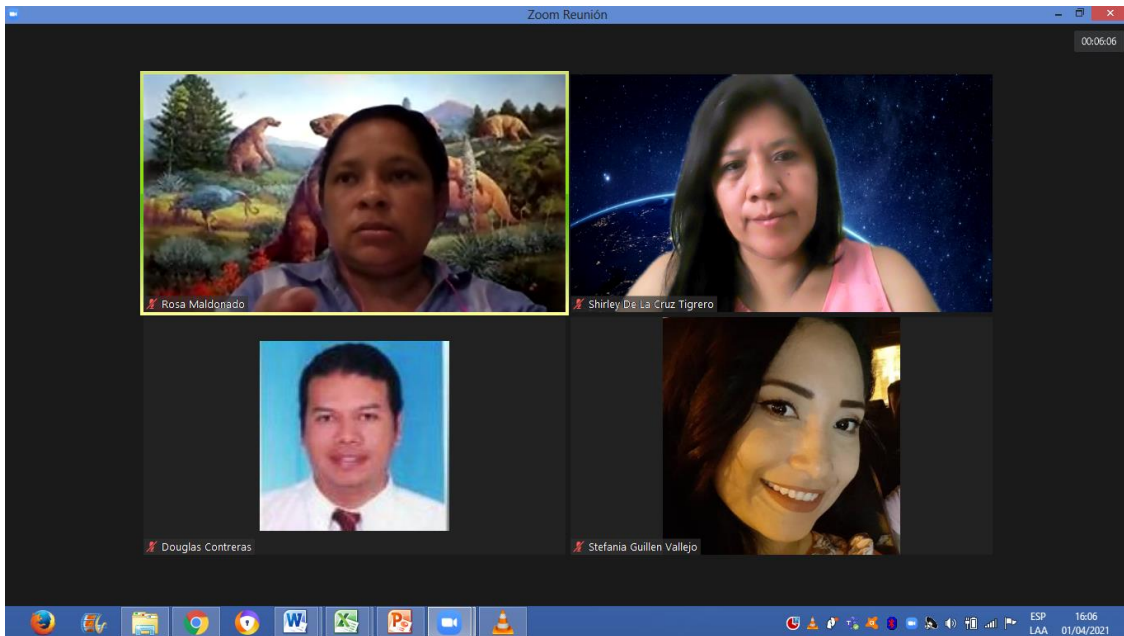 Zoom Reunión
00:06:06
Rosa Maldonado
Shirley De La Cruz Tigrero
Douglas Contreras
Stefania Guillen Vallejo
ESP 16:06
LAA 01/04/2021